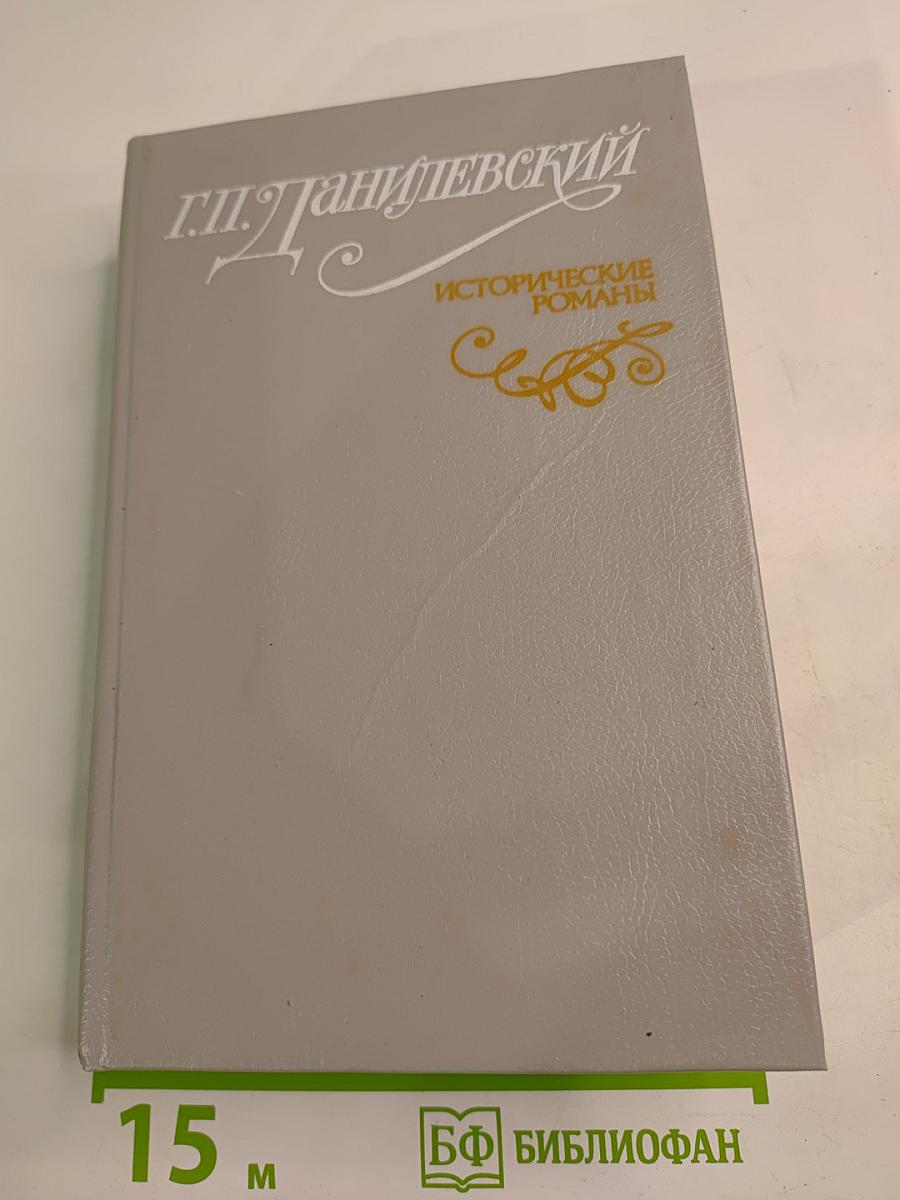 Г.П. Данилевский
ИСТОРИЧЕСКИЕ
РОМАНЫ
15 м
БФ БИБЛИОФАН